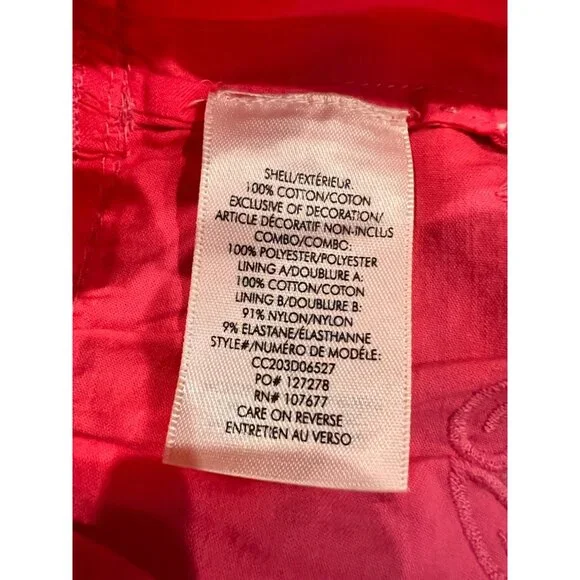 SHELL/EXTÉRIEUR
100% COTTON/COTON
EXCLUSIVE OF DECORATION/
ARTICLE DÉCORATIF NON-INCLUS
COMBO/COMBO:
100% POLYESTER/POLYESTER
LINING A/DOUBLURE A:
100% COTTON/COTON
LINING B/DOUBLURE B:
91% NYLON/NYLON
9% ELASTANE/ÉLASTHANNE
STYLE#/NUMÉRO DE MODÈLE:
CC203D06527
PO# 127278
RN# 107677
CARE ON REVERSE
ENTRETIEN AU VERSO